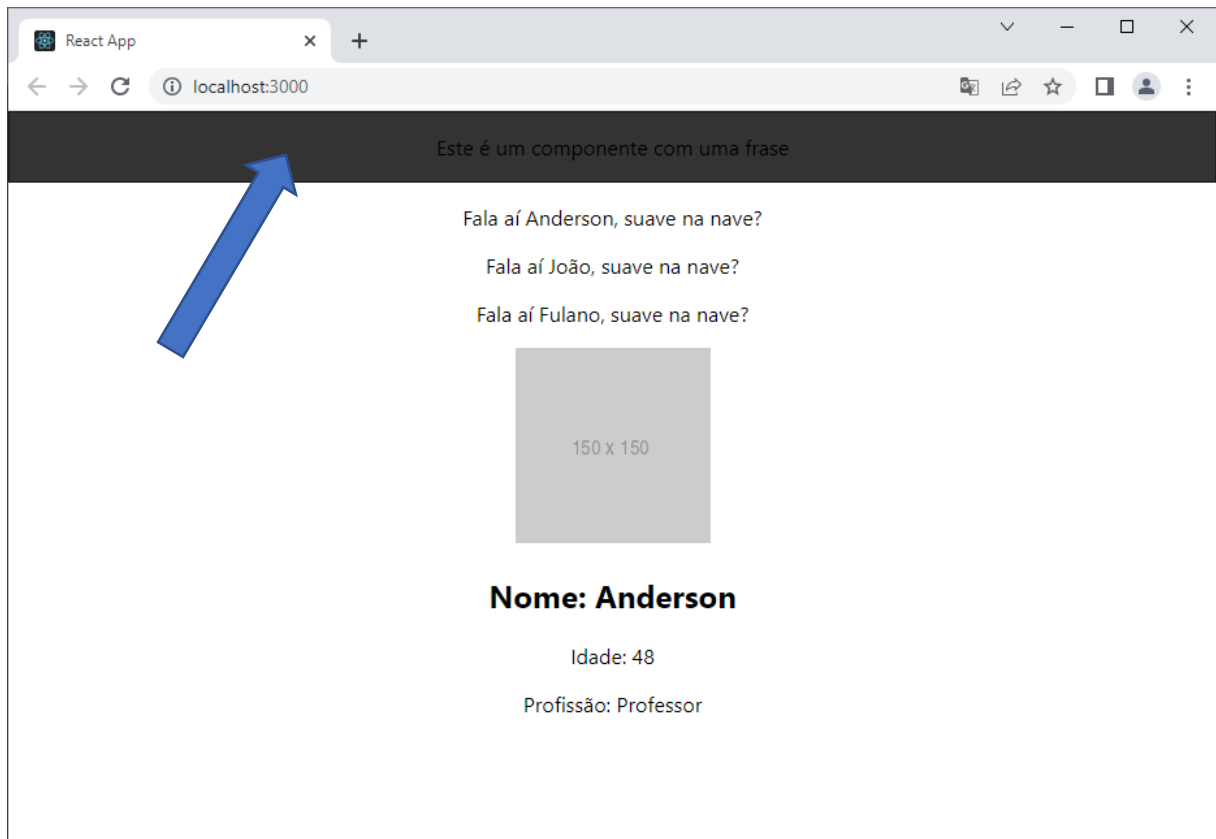 React App
localhost:3000
Este é um componente com uma frase
Fala aí Anderson, suave na nave?
Fala aí João, suave na nave?
Fala aí Fulano, suave na nave?
150 x 150
Nome: Anderson
Idade: 48
Profissão: Professor